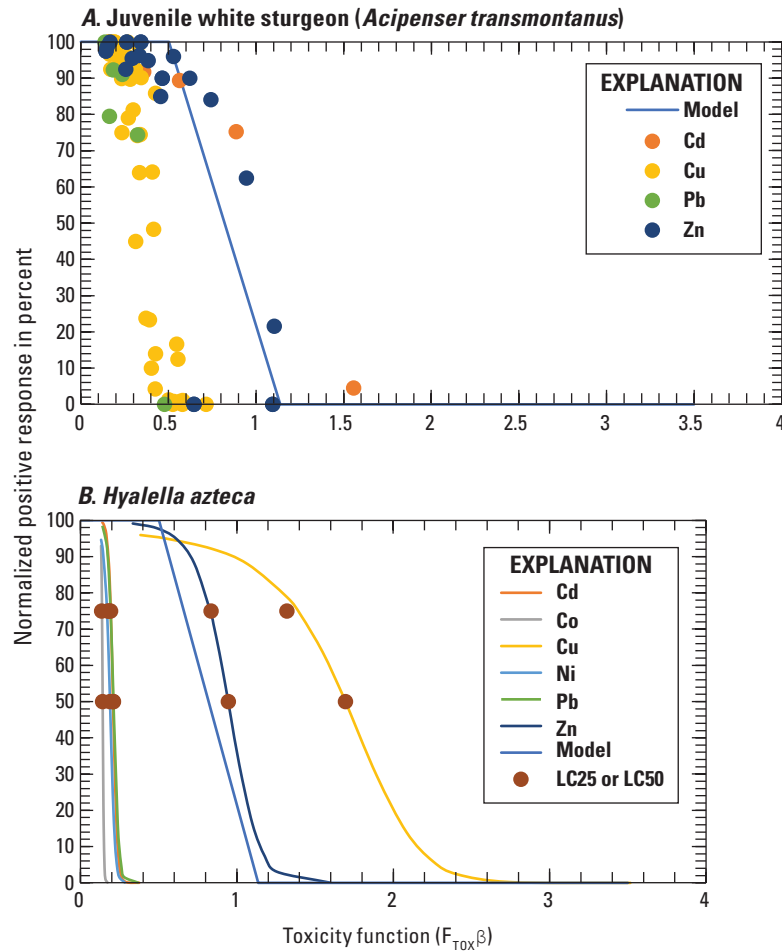 A. Juvenile white sturgeon (Acipenser transmontanus)
100
90
80
70
60
50
40
30
20
10
0
0
0.5
1
1.5
2
2.5
3
3.5
4
EXPLANATION
Model
Cd
Cu
Pb
Zn
Normalized positive response in percent
B. Hyalella azteca
100
90
80
70
60
50
40
30
20
10
0
0
1
2
3
4
EXPLANATION
Cd
Co
Cu
Ni
Pb
Zn
Model
LC25 or LC50
Toxicity function (FTOXβ)